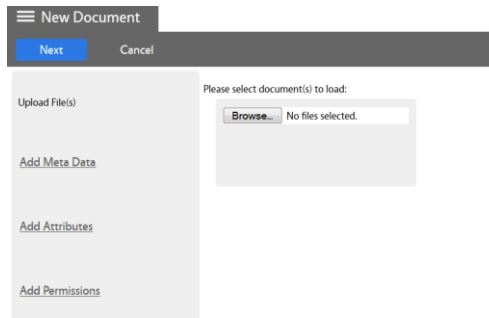 New Document
Next Cancel
Upload File(s)
Please select document(s) to load:
Browse... No files selected.
Add Meta Data
Add Attributes
Add Permissions